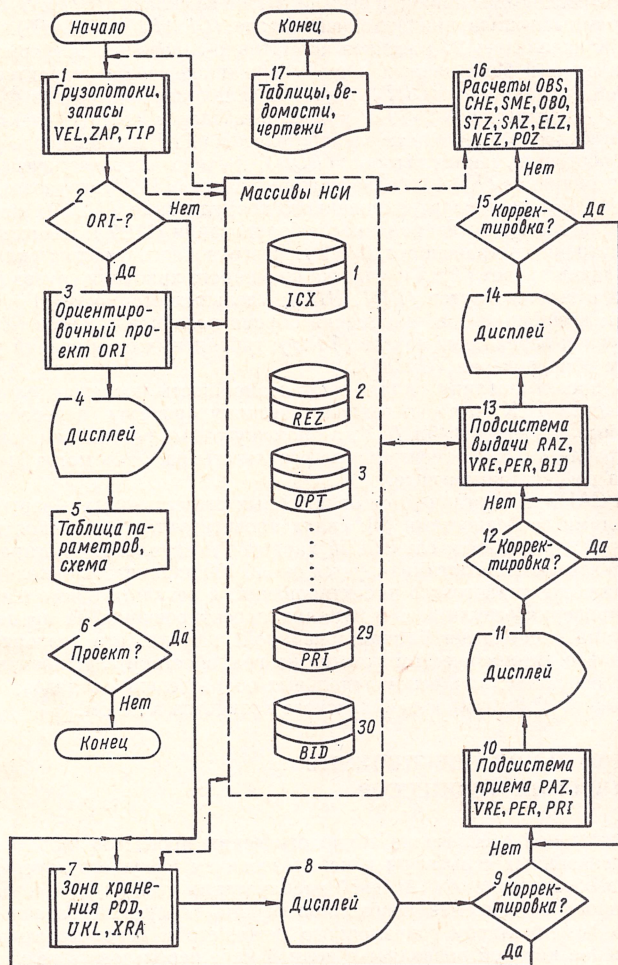 Начало
1
Грузопотоки,
запасы
VEL, ZAP, TIP
2
ORI-?
Нет
Да
3
Ориентиро-
вочный про-
ект ORI
4
Дисплей
5
Таблица па-
раметров,
схема
6
Проект?
Да
Нет
Конец
7
Зона хране-
ния POD,
UKL, XRA
8
Дисплей
9
Коррек-
тировка?
Нет
Да
10
Подсистема
приема PAZ,
VRE, PER, PRI
11
Дисплей
12
Коррек-
тировка?
Нет
Да
13
Подсистема
выдачи RAZ,
VRE, PER, BID
14
Дисплей
15
Коррек-
тировка?
Нет
Да
16
Расчеты OBS,
CHE, SME, OBO,
STZ, SAZ, ELZ,
NEZ, POZ
17
Таблицы, ве-
домости,
чертежи
Конец
Массивы НСИ
1
ICX
2
REZ
3
OPT
29
PRI
30
BID